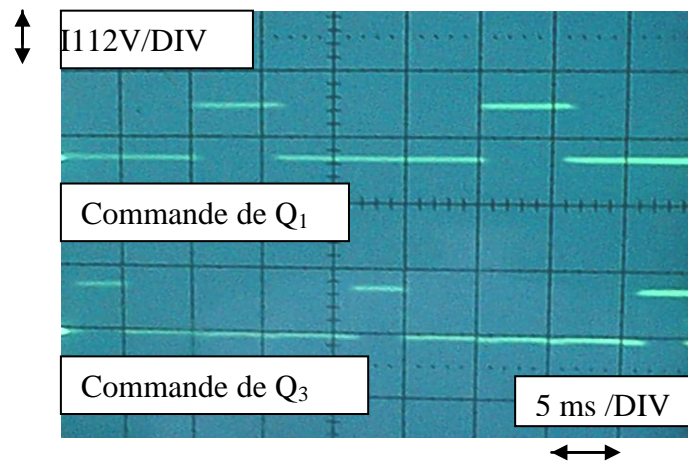 I112V/DIV
Commande de Q₁
Commande de Q₃
5 ms /DIV